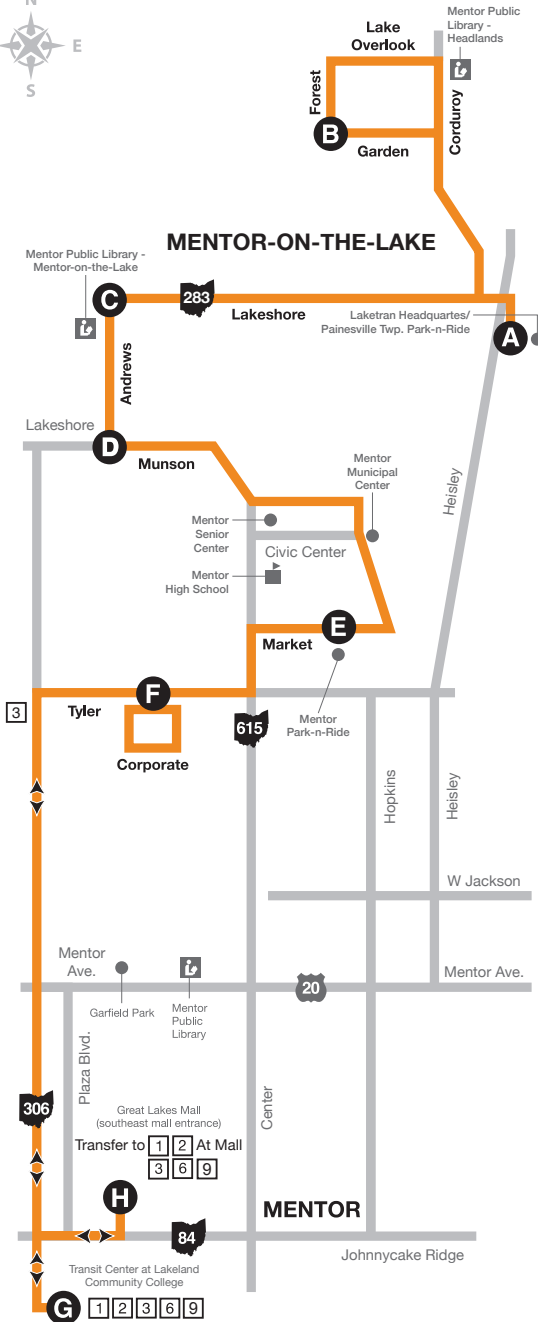 N
E
S
Mentor Public
Library -
Headlands
Lake
Overlook
Forest
Corduroy
B
Garden
MENTOR-ON-THE-LAKE
Mentor Public Library -
Mentor-on-the-Lake
C
283
Lakeshore
Laketran Headquartes/
Painesville Twp. Park-n-Ride
A
Andrews
Lakeshore
D
Munson
Mentor
Municipal
Center
Heisley
Mentor
Senior
Center
Civic Center
Mentor
High School
E
Market
F
Tyler
3
Corporate
615
Mentor
Park-n-Ride
Hopkins
Heisley
W Jackson
Mentor
Ave.
Mentor Ave.
20
Garfield Park
Mentor
Public
Library
Plaza Blvd.
306
Center
Great Lakes Mall
(southeast mall entrance)
Transfer to 1 2 At Mall
3 6 9
H
MENTOR
84
Johnnycake Ridge
Transit Center at Lakeland
Community College
G 1 2 3 6 9